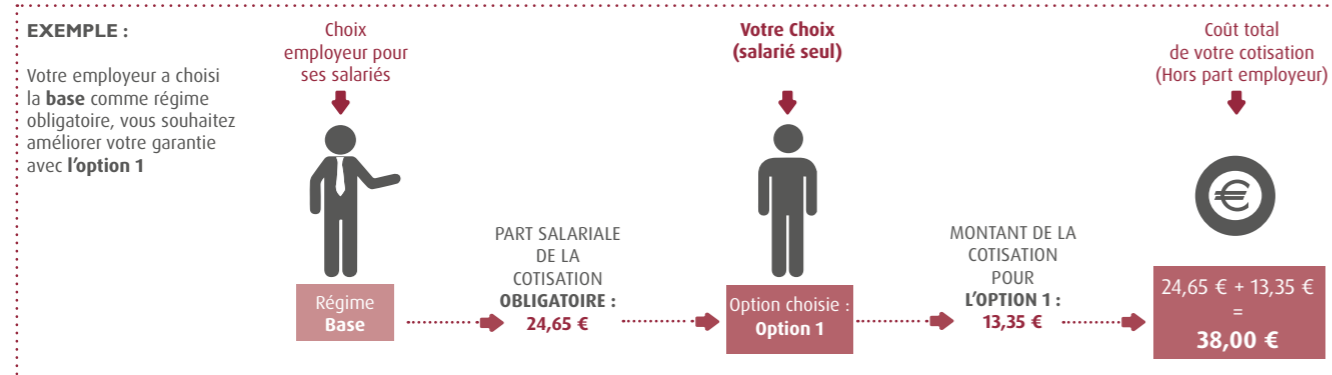 EXEMPLE :
Votre employeur a choisi
la base comme régime
obligatoire, vous souhaitez
améliorer votre garantie
avec l'option 1
Choix
employeur pour
ses salariés
Régime
Base
PART SALARIALE
DE LA
COTISATION
OBLIGATOIRE :
24,65 €
Votre Choix
(salarié seul)
Option choisie :
Option 1
MONTANT DE LA
COTISATION
POUR
L'OPTION 1 :
13,35 €
Coût total
de votre cotisation
(Hors part employeur)
€
24,65 € + 13,35 €
=
38,00 €